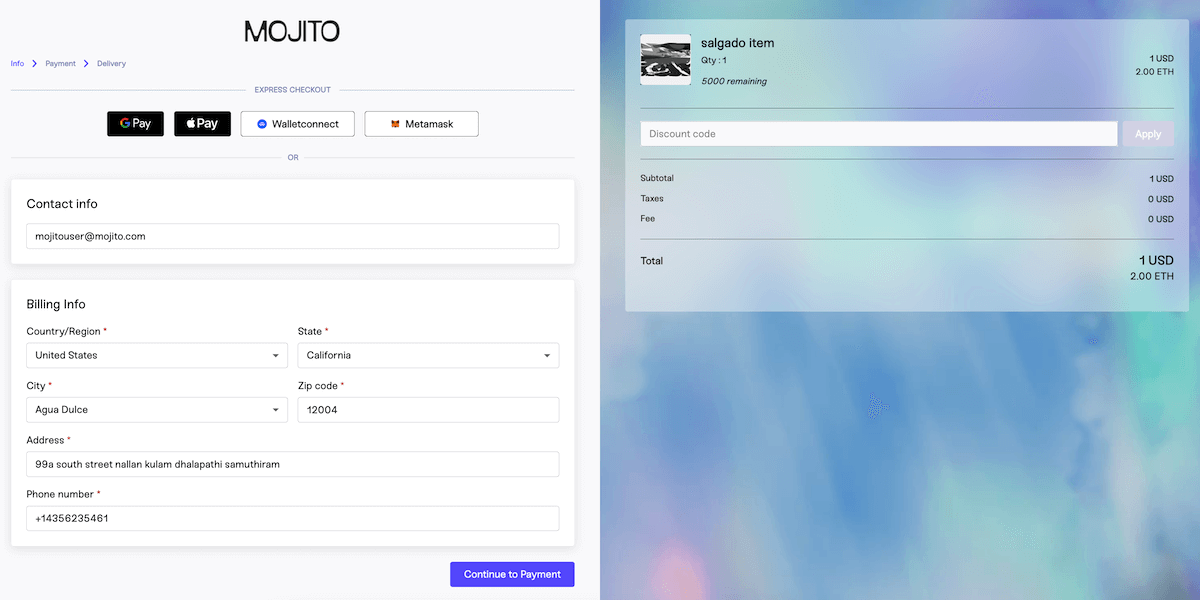 MOJITO
Info > Payment > Delivery
EXPRESS CHECKOUT
G Pay
Pay
Walletconnect
Metamask
OR
Contact info
mojitouser@mojito.com
Billing Info
Country/Region * State *
United States California
City * Zip code *
Agua Dulce 12004
Address *
99a south street nallan kulam dhalapathi samuthiram
Phone number *
+14356235461
Continue to Payment
salgado item
Qty : 1 1 USD
2.00 ETH
5000 remaining
Discount code Apply
Subtotal 1 USD
Taxes 0 USD
Fee 0 USD
Total 1 USD
2.00 ETH